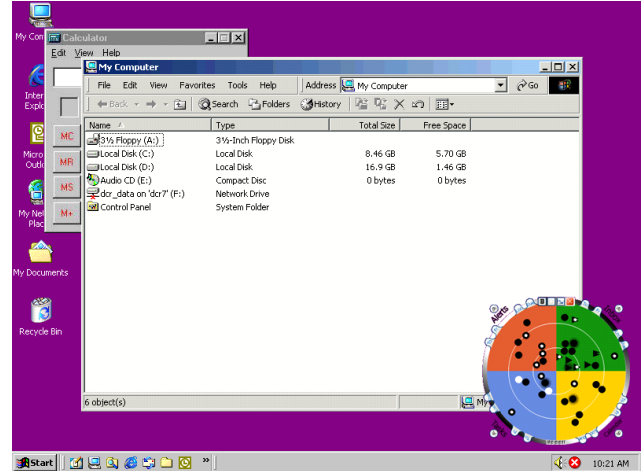 My Com
Calculator
Edit View Help
My Computer
File Edit View Favorites Tools Help
Address My Computer
Go
Back
Search
Folders
History
Name
Type
Total Size
Free Space
3½ Floppy (A:) 3½-Inch Floppy Disk
Local Disk (C:) Local Disk 8.46 GB 5.70 GB
Local Disk (D:) Local Disk 16.9 GB 1.46 GB
Audio CD (E:) Compact Disc 0 bytes 0 bytes
dcr_data on 'dcr7' (F:) Network Drive
Control Panel System Folder
Inter
Explo
MC
MR
MS
M+
Micro
Outlo
My Net
Plac
My Documents
Recycle Bin
Alerts
6 object(s)
My
Start
»
10:21 AM